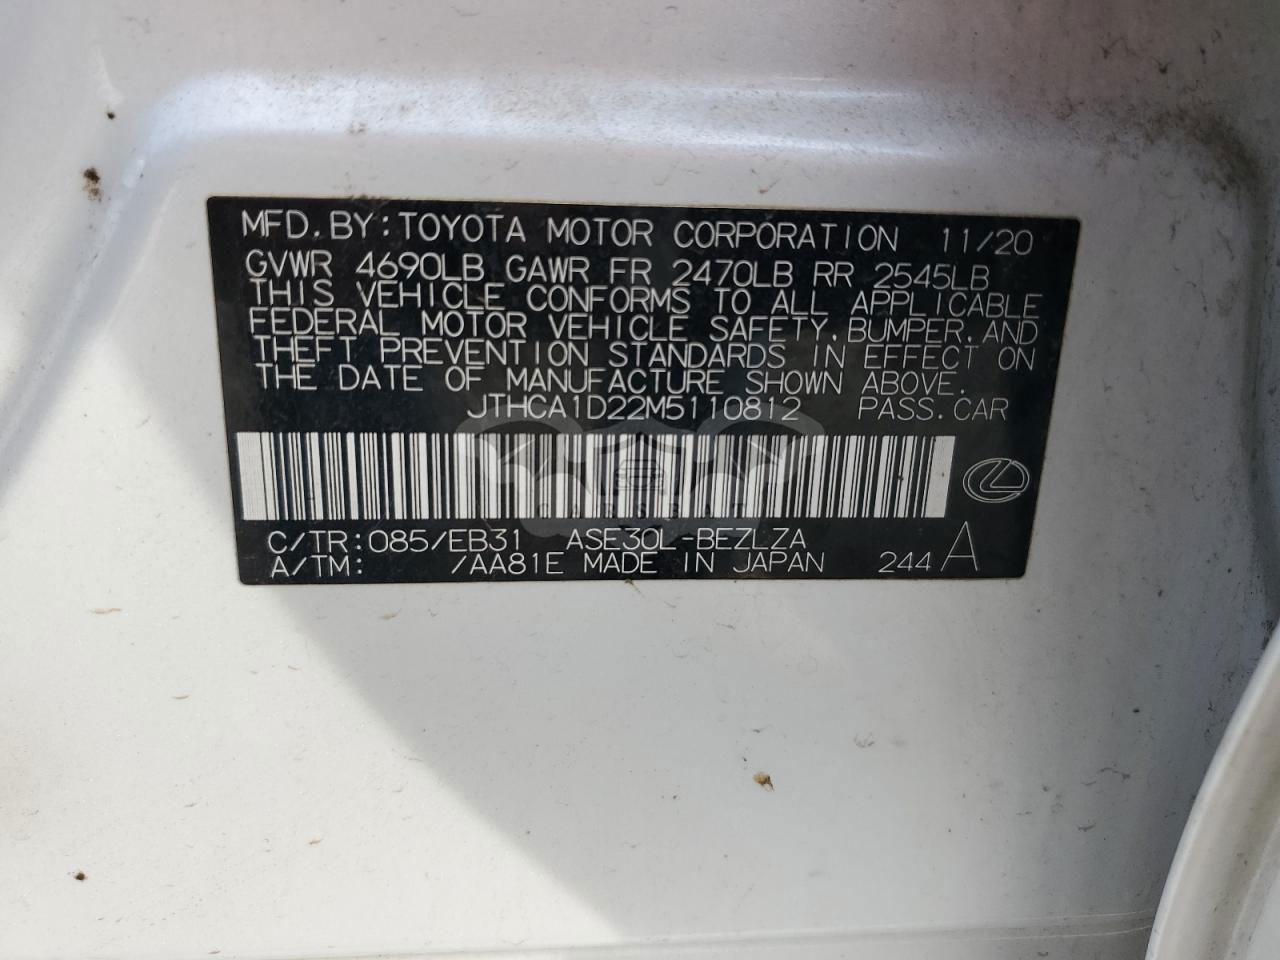 MFD. BY: TOYOTA MOTOR CORPORATION 11/20
GVWR 4690LB GAWR FR 2470LB RR 2545LB
THIS VEHICLE CONFORMS TO ALL APPLICABLE
FEDERAL MOTOR VEHICLE SAFETY, BUMPER, AND
THEFT PREVENTION STANDARDS IN EFFECT ON
THE DATE OF MANUFACTURE SHOWN ABOVE.
JTHCA1D22M5110812 PASS. CAR
CARSBAT
C/TR: 085/EB31 ASE30L-BEZLZA
A/TM: /AA81E MADE IN JAPAN 244 A